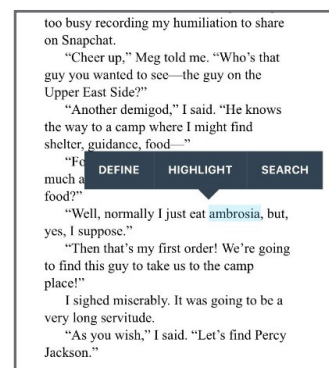 too busy recording my humiliation to share
on Snapchat.
“Cheer up,” Meg told me. “Who’s that
guy you wanted to see—the guy on the
Upper East Side?”
“Another demigod,” I said. “He knows
the way to a camp where I might find
shelter, guidance, food—”
“Fo
DEFINE HIGHLIGHT SEARCH
much a
food?”
“Well, normally I just eat ambrosia, but,
yes, I suppose.”
“Then that’s my first order! We’re going
to find this guy to take us to the camp
place!”
I sighed miserably. It was going to be a
very long servitude.
“As you wish,” I said. “Let’s find Percy
Jackson.”